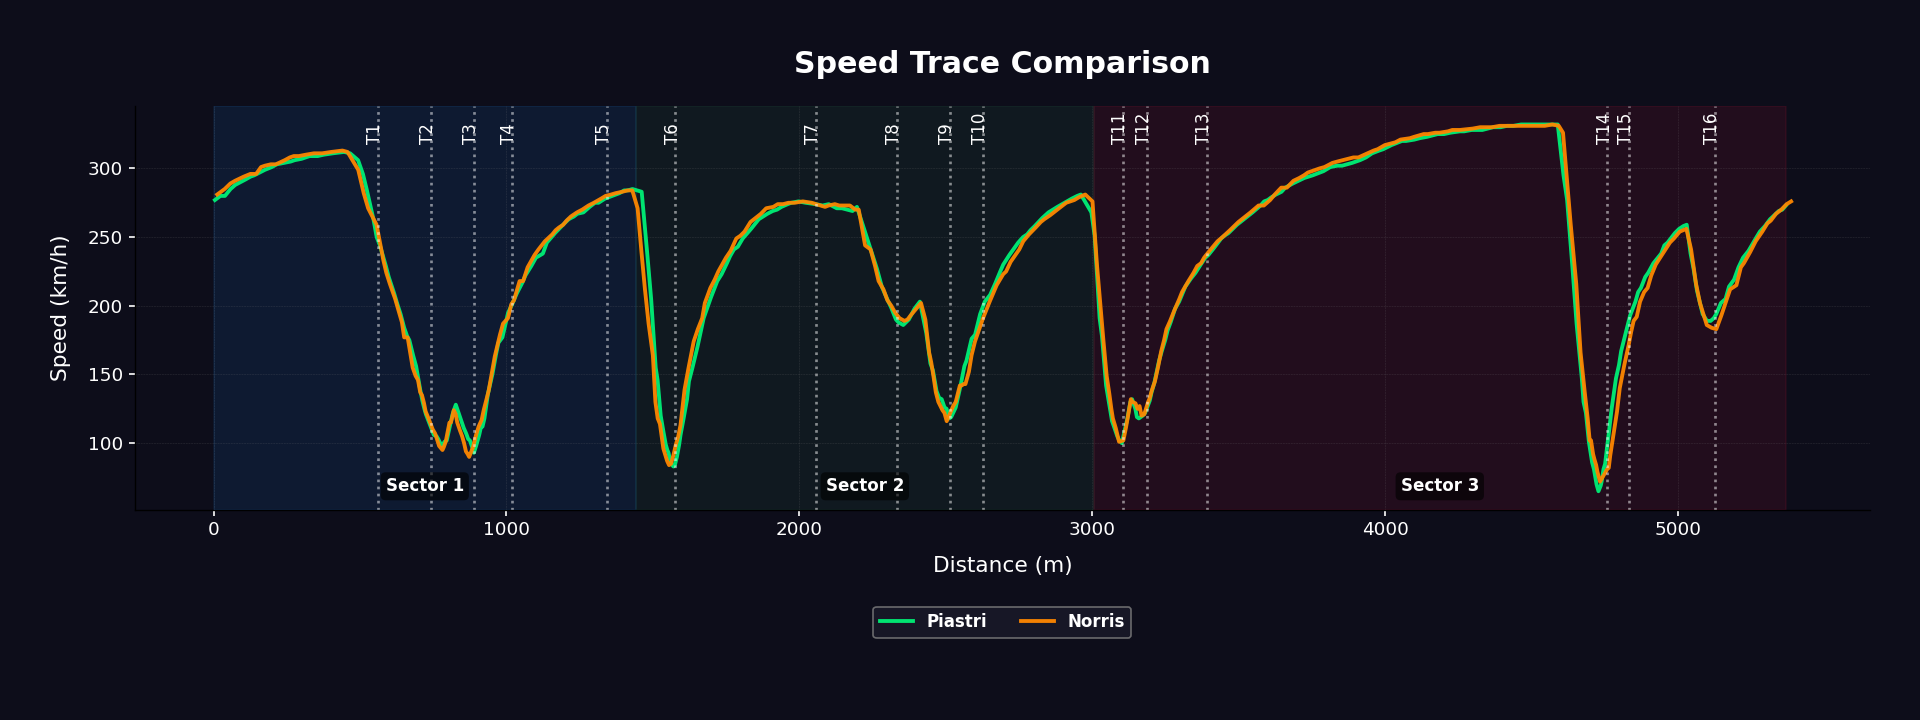 Speed Trace Comparison
T1 T2 T3 T4 T5 T6 T7 T8 T9 T10 T11 T12 T13 T14 T15 T16
300
250
200
150
100
Speed (km/h)
Sector 1 Sector 2 Sector 3
0 1000 2000 3000 4000 5000
Distance (m)
Piastri Norris